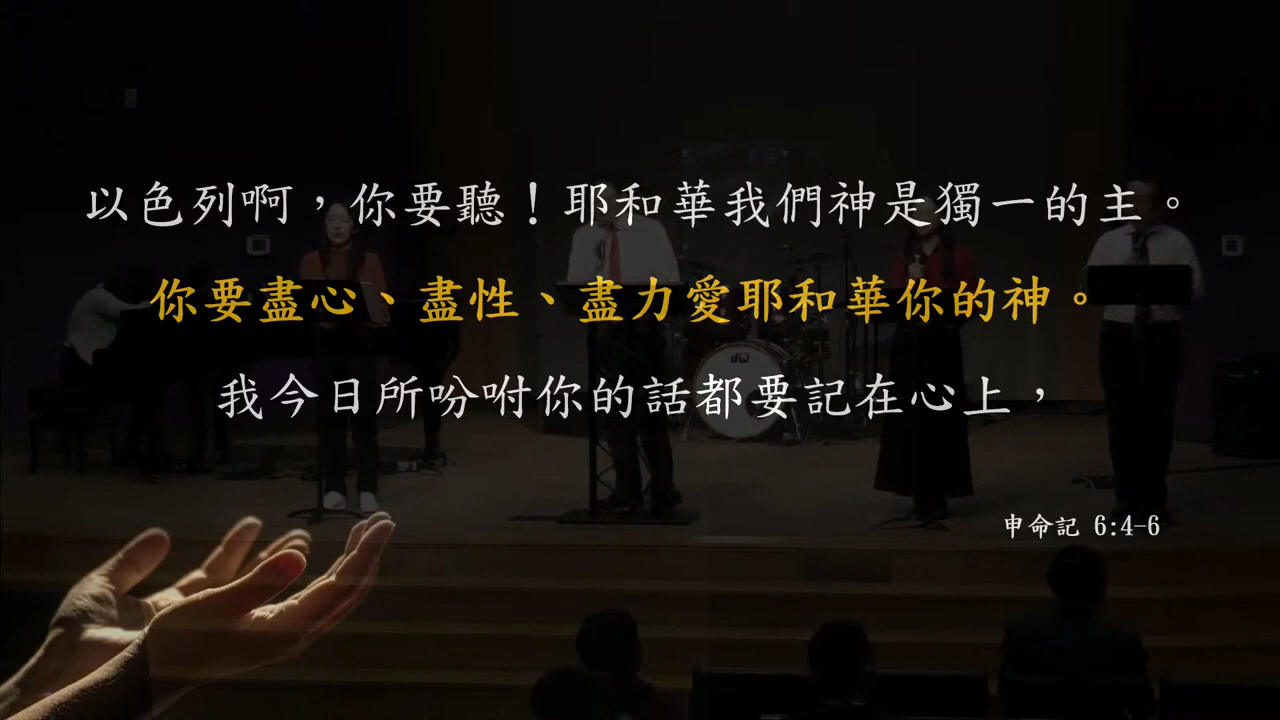 以色列啊，你要聽！耶和華我們神是獨一的主。
你要盡心、盡性、盡力愛耶和華你的神。
我今日所吩咐你的話都要記在心上，
申命記 6:4-6
dw